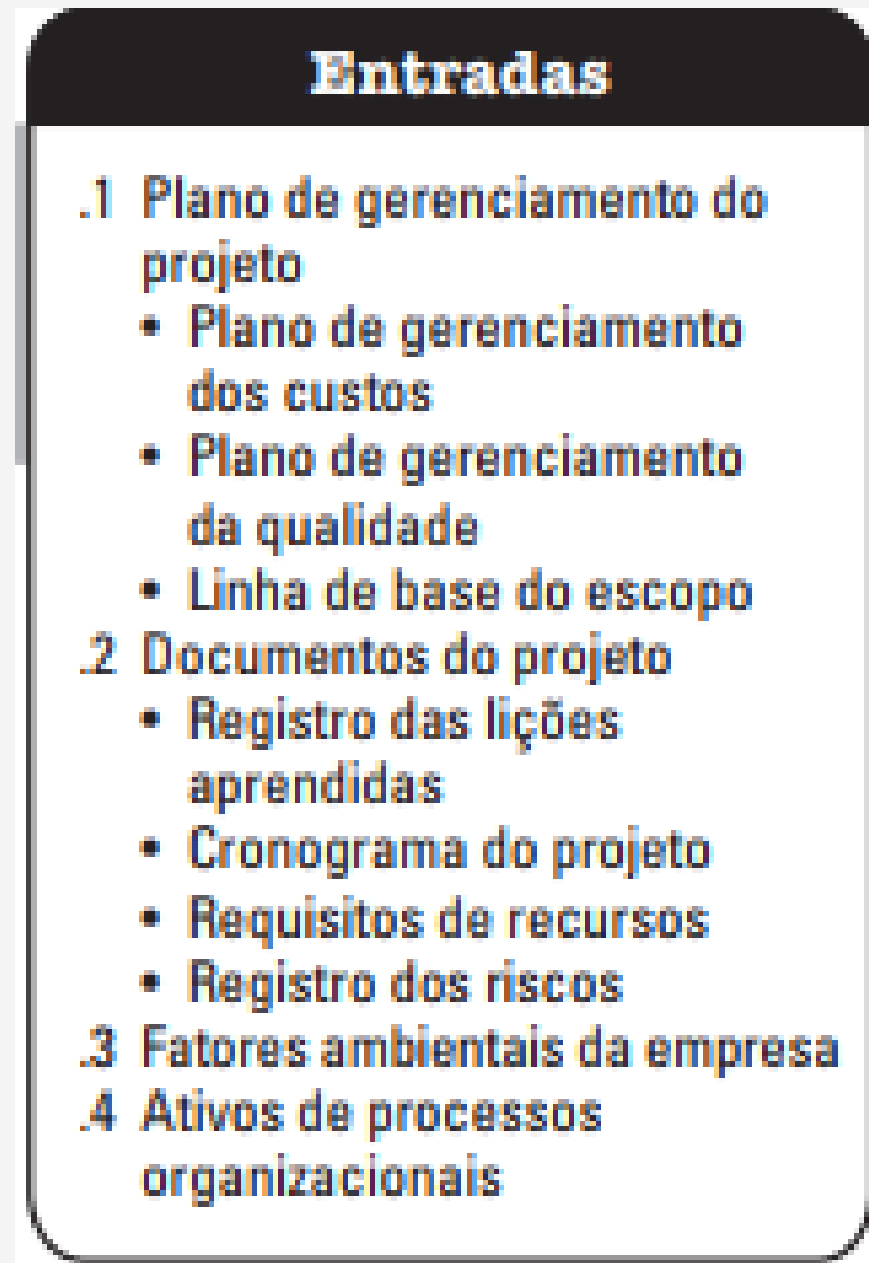 Entradas
.1 Plano de gerenciamento do
projeto
• Plano de gerenciamento
dos custos
• Plano de gerenciamento
da qualidade
• Linha de base do escopo
.2 Documentos do projeto
• Registro das lições
aprendidas
• Cronograma do projeto
• Requisitos de recursos
• Registro dos riscos
.3 Fatores ambientais da empresa
.4 Ativos de processos
organizacionais